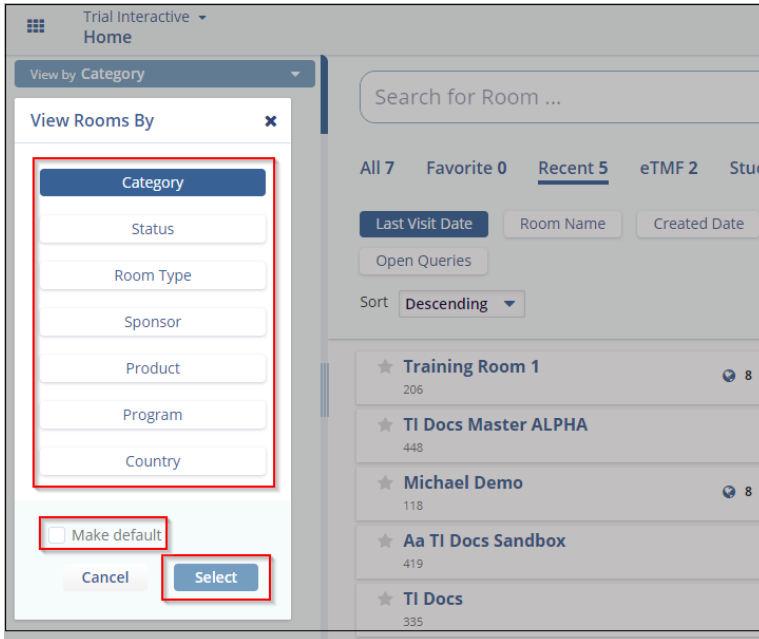 Trial Interactive
Home
View by Category
View Rooms By
Category
Status
Room Type
Sponsor
Product
Program
Country
Make default
Cancel
Select
Search for Room ...
All 7 Favorite 0 Recent 5 eTMF 2
Last Visit Date Room Name Created Date
Open Queries
Sort Descending
Training Room 1
8
206
TI Docs Master ALPHA
448
Michael Demo
8
118
Aa TI Docs Sandbox
419
TI Docs
335